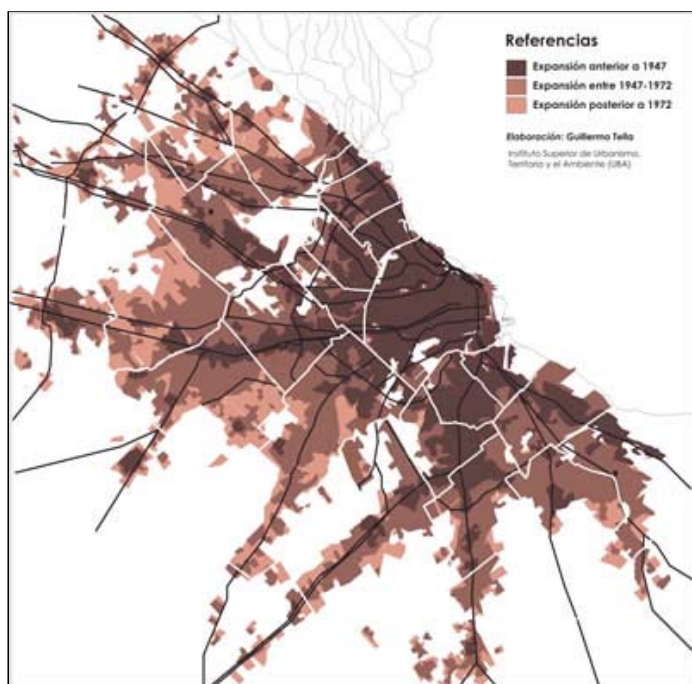 Referencias
Expansión anterior a 1947
Expansión entre 1947-1972
Expansión posterior a 1972
Elaboración: Guillermo Tella
Instituto Superior de Urbanismo,
Territorio y el Ambiente (UBA)